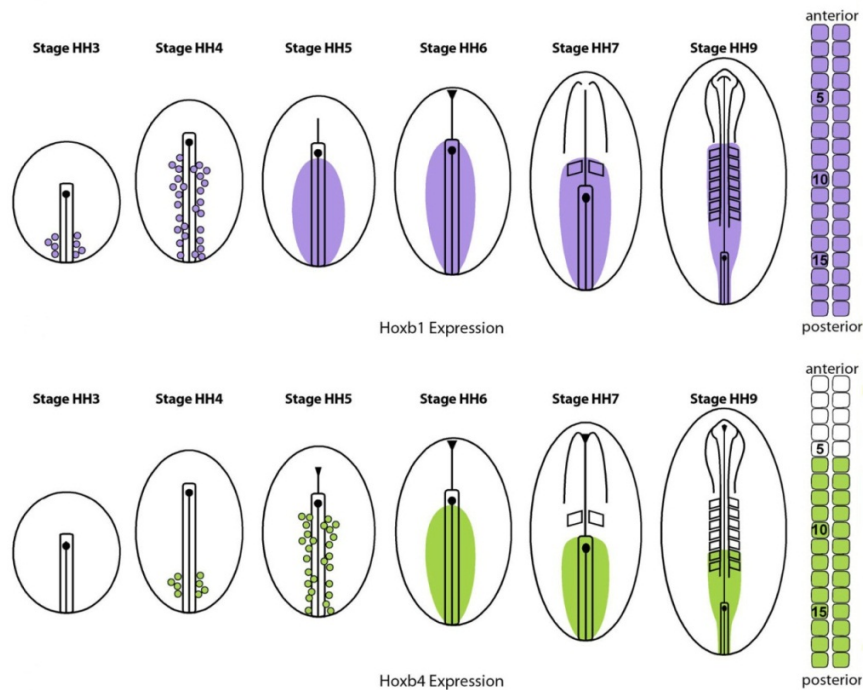 anterior
Stage HH3 Stage HH4 Stage HH5 Stage HH6 Stage HH7 Stage HH9
5
10
15
Hoxb1 Expression
posterior
anterior
Stage HH3 Stage HH4 Stage HH5 Stage HH6 Stage HH7 Stage HH9
5
10
15
Hoxb4 Expression
posterior